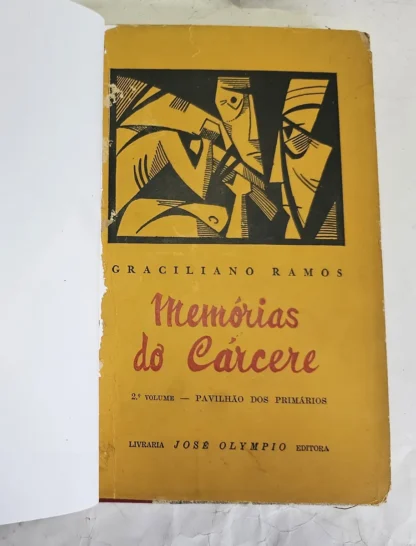 GRACILIANO RAMOS
Memórias
do Cárcere
2.º VOLUME — PAVILHÃO DOS PRIMÁRIOS
LIVRARIA JOSÉ OLYMPIO EDITORA